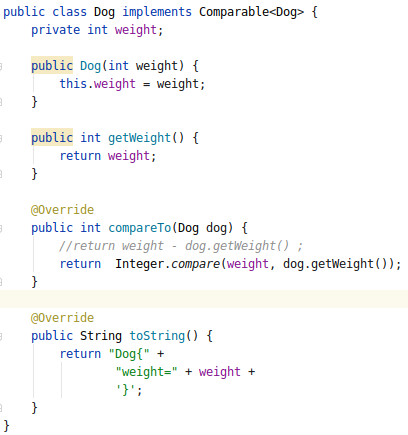 public class Dog implements Comparable<Dog> {
    private int weight;

    public Dog(int weight) {
        this.weight = weight;
    }

    public int getWeight() {
        return weight;
    }

    @Override
    public int compareTo(Dog dog) {
        //return weight - dog.getWeight() ;
        return  Integer.compare(weight, dog.getWeight());
    }

    @Override
    public String toString() {
        return "Dog{" +
                "weight=" + weight +
                '}';
    }
}